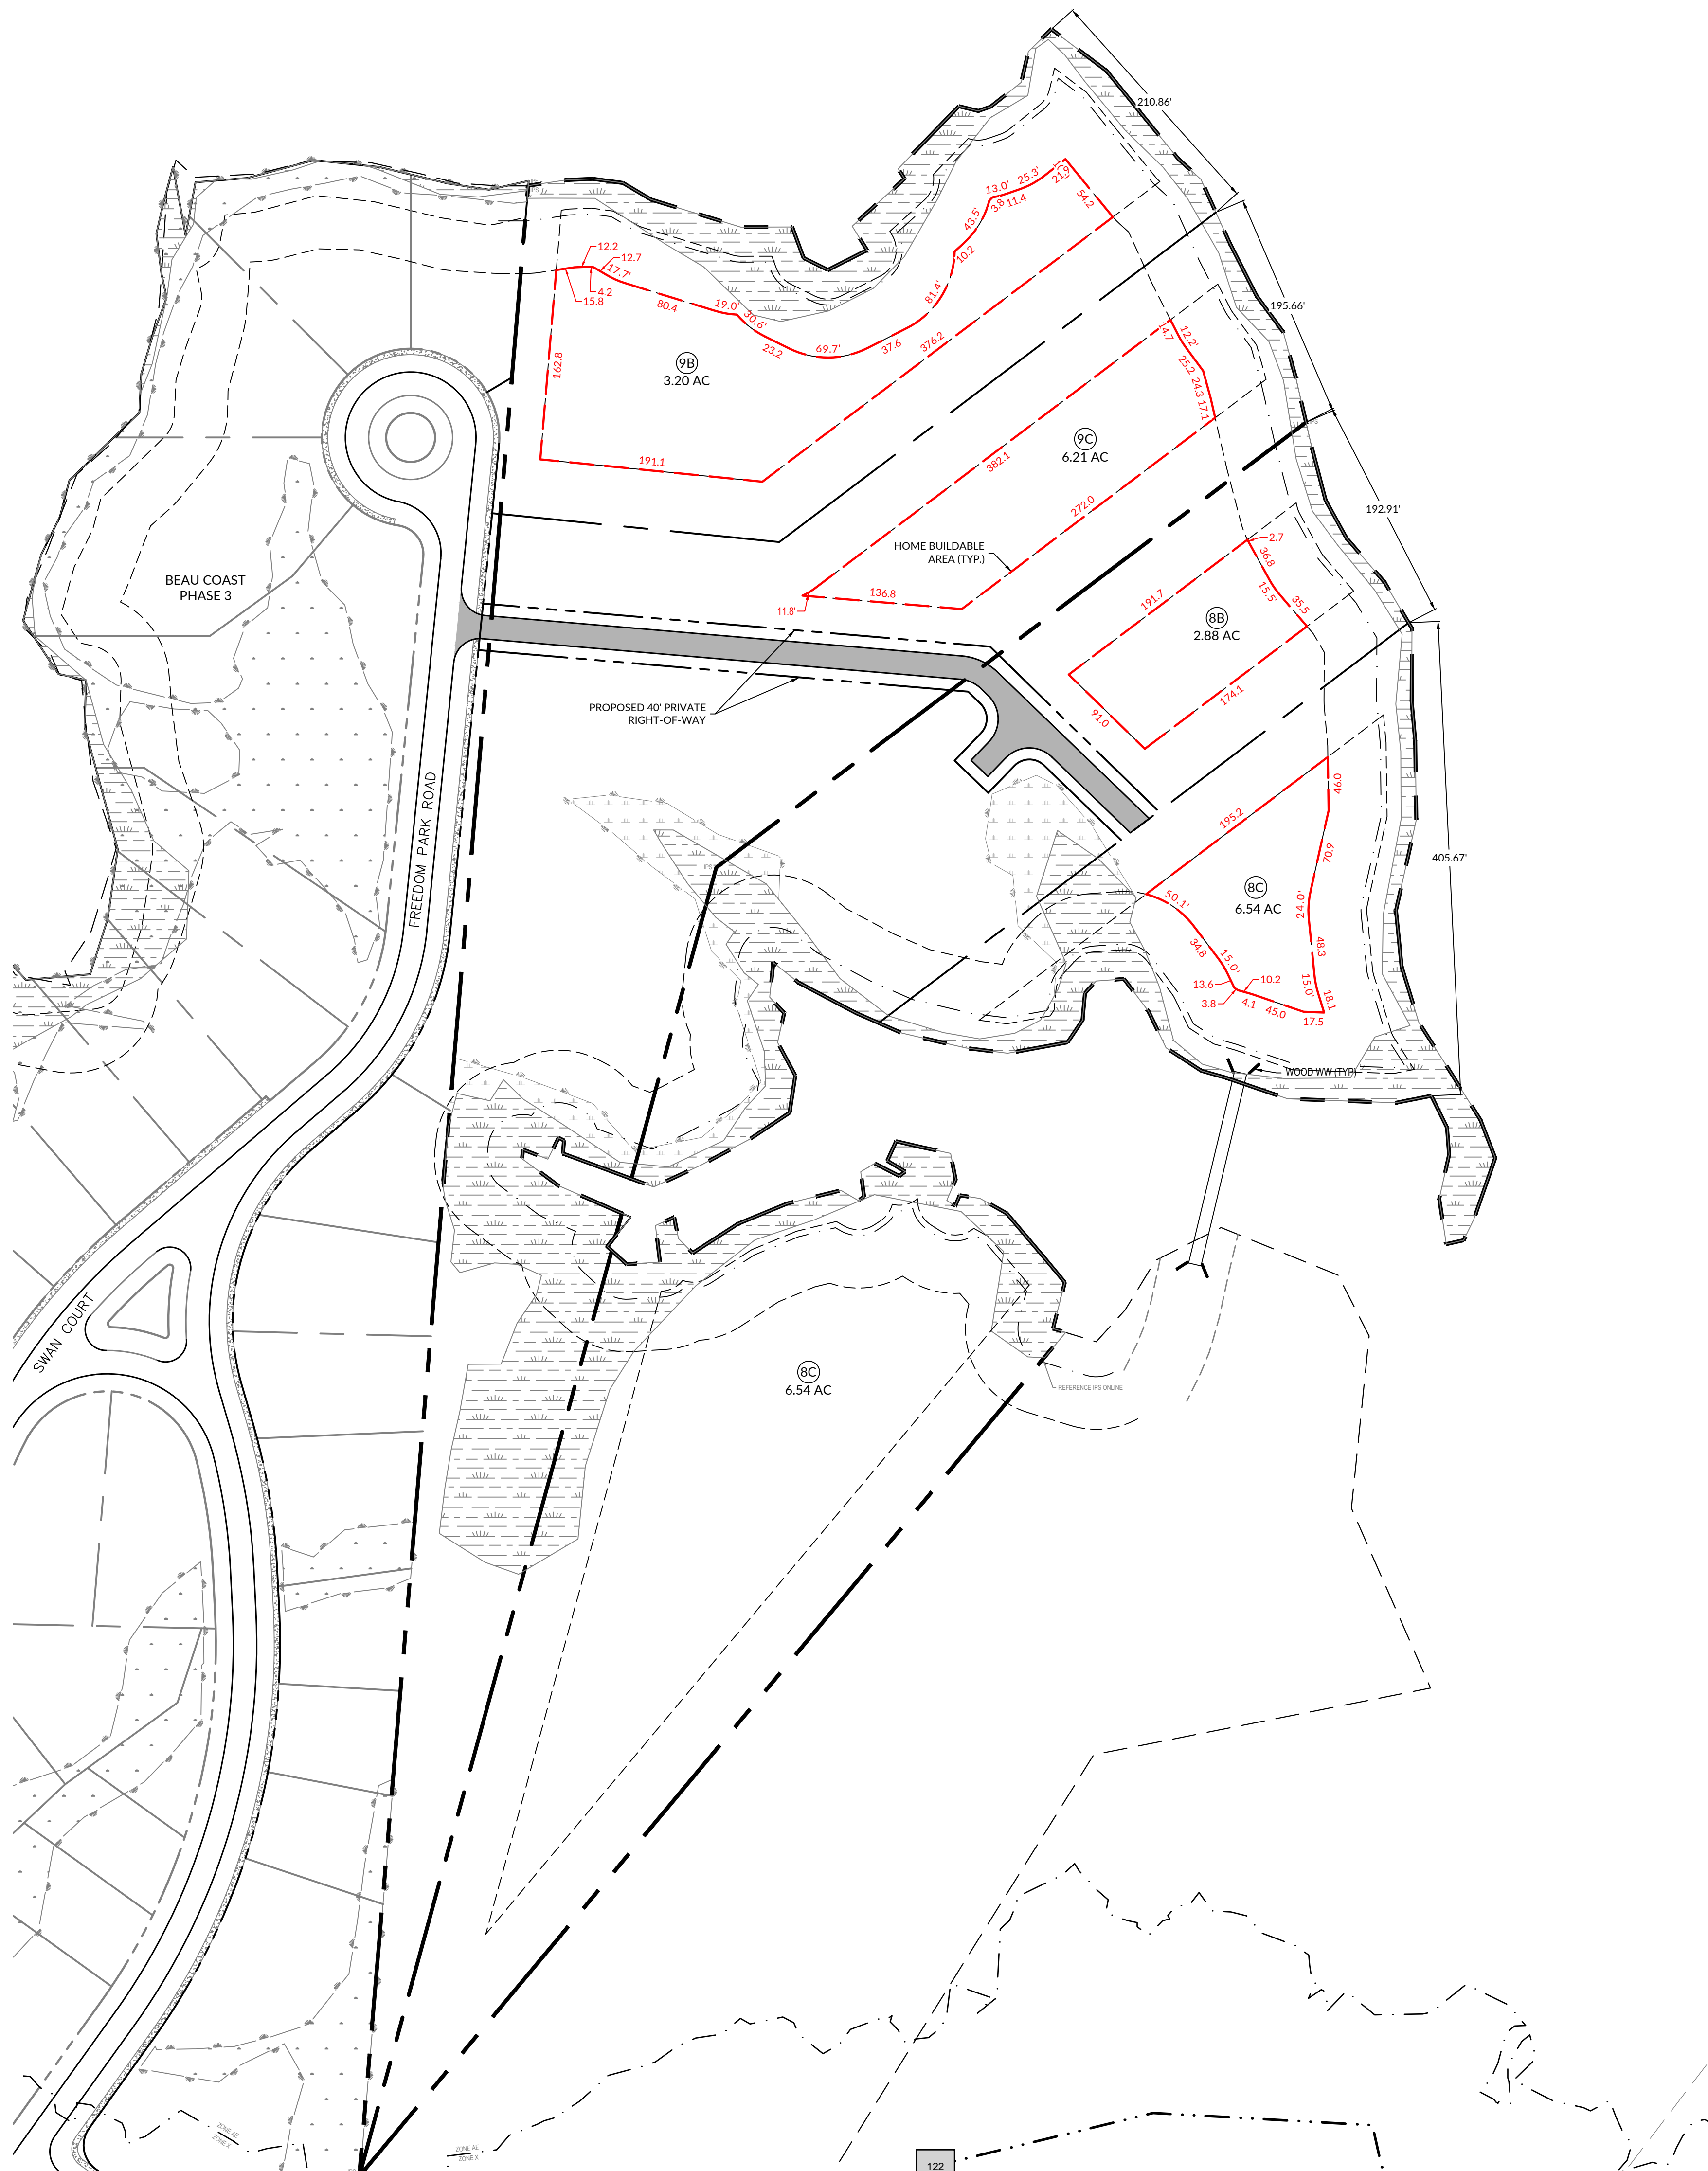 210.86'
13.0'
25.3'
21.9
3.8
11.4
54.2
43.5'
10.2
12.2
12.7
17.7'
4.2
15.8
80.4
19.0'
30.6'
23.2
69.7'
37.6
81.4'
376.2
195.66'
162.8
9B
3.20 AC
14.7
12.2'
25.2
24.3
17.1
191.1
9C
6.21 AC
382.1
272.0
192.91'
HOME BUILDABLE
AREA (TYP.)
2.7
36.8
15.5'
35.5
BEAU COAST
PHASE 3
136.8
11.8'
191.7
8B
2.88 AC
PROPOSED 40' PRIVATE
RIGHT-OF-WAY
91.0
174.1
FREEDOM PARK ROAD
46.0
195.2
70.9
405.67'
IPS
8C
6.54 AC
50.1'
24.0'
34.8
15.0'
48.3
13.6
10.2
15.0'
18.1
3.8
4.1
45.0
17.5
WOOD WW (TYP)
SWAN COURT
8C
6.54 AC
REFERENCE IPS ONLINE
ZONE AE
ZONE X
ZONE AE
ZONE X
122